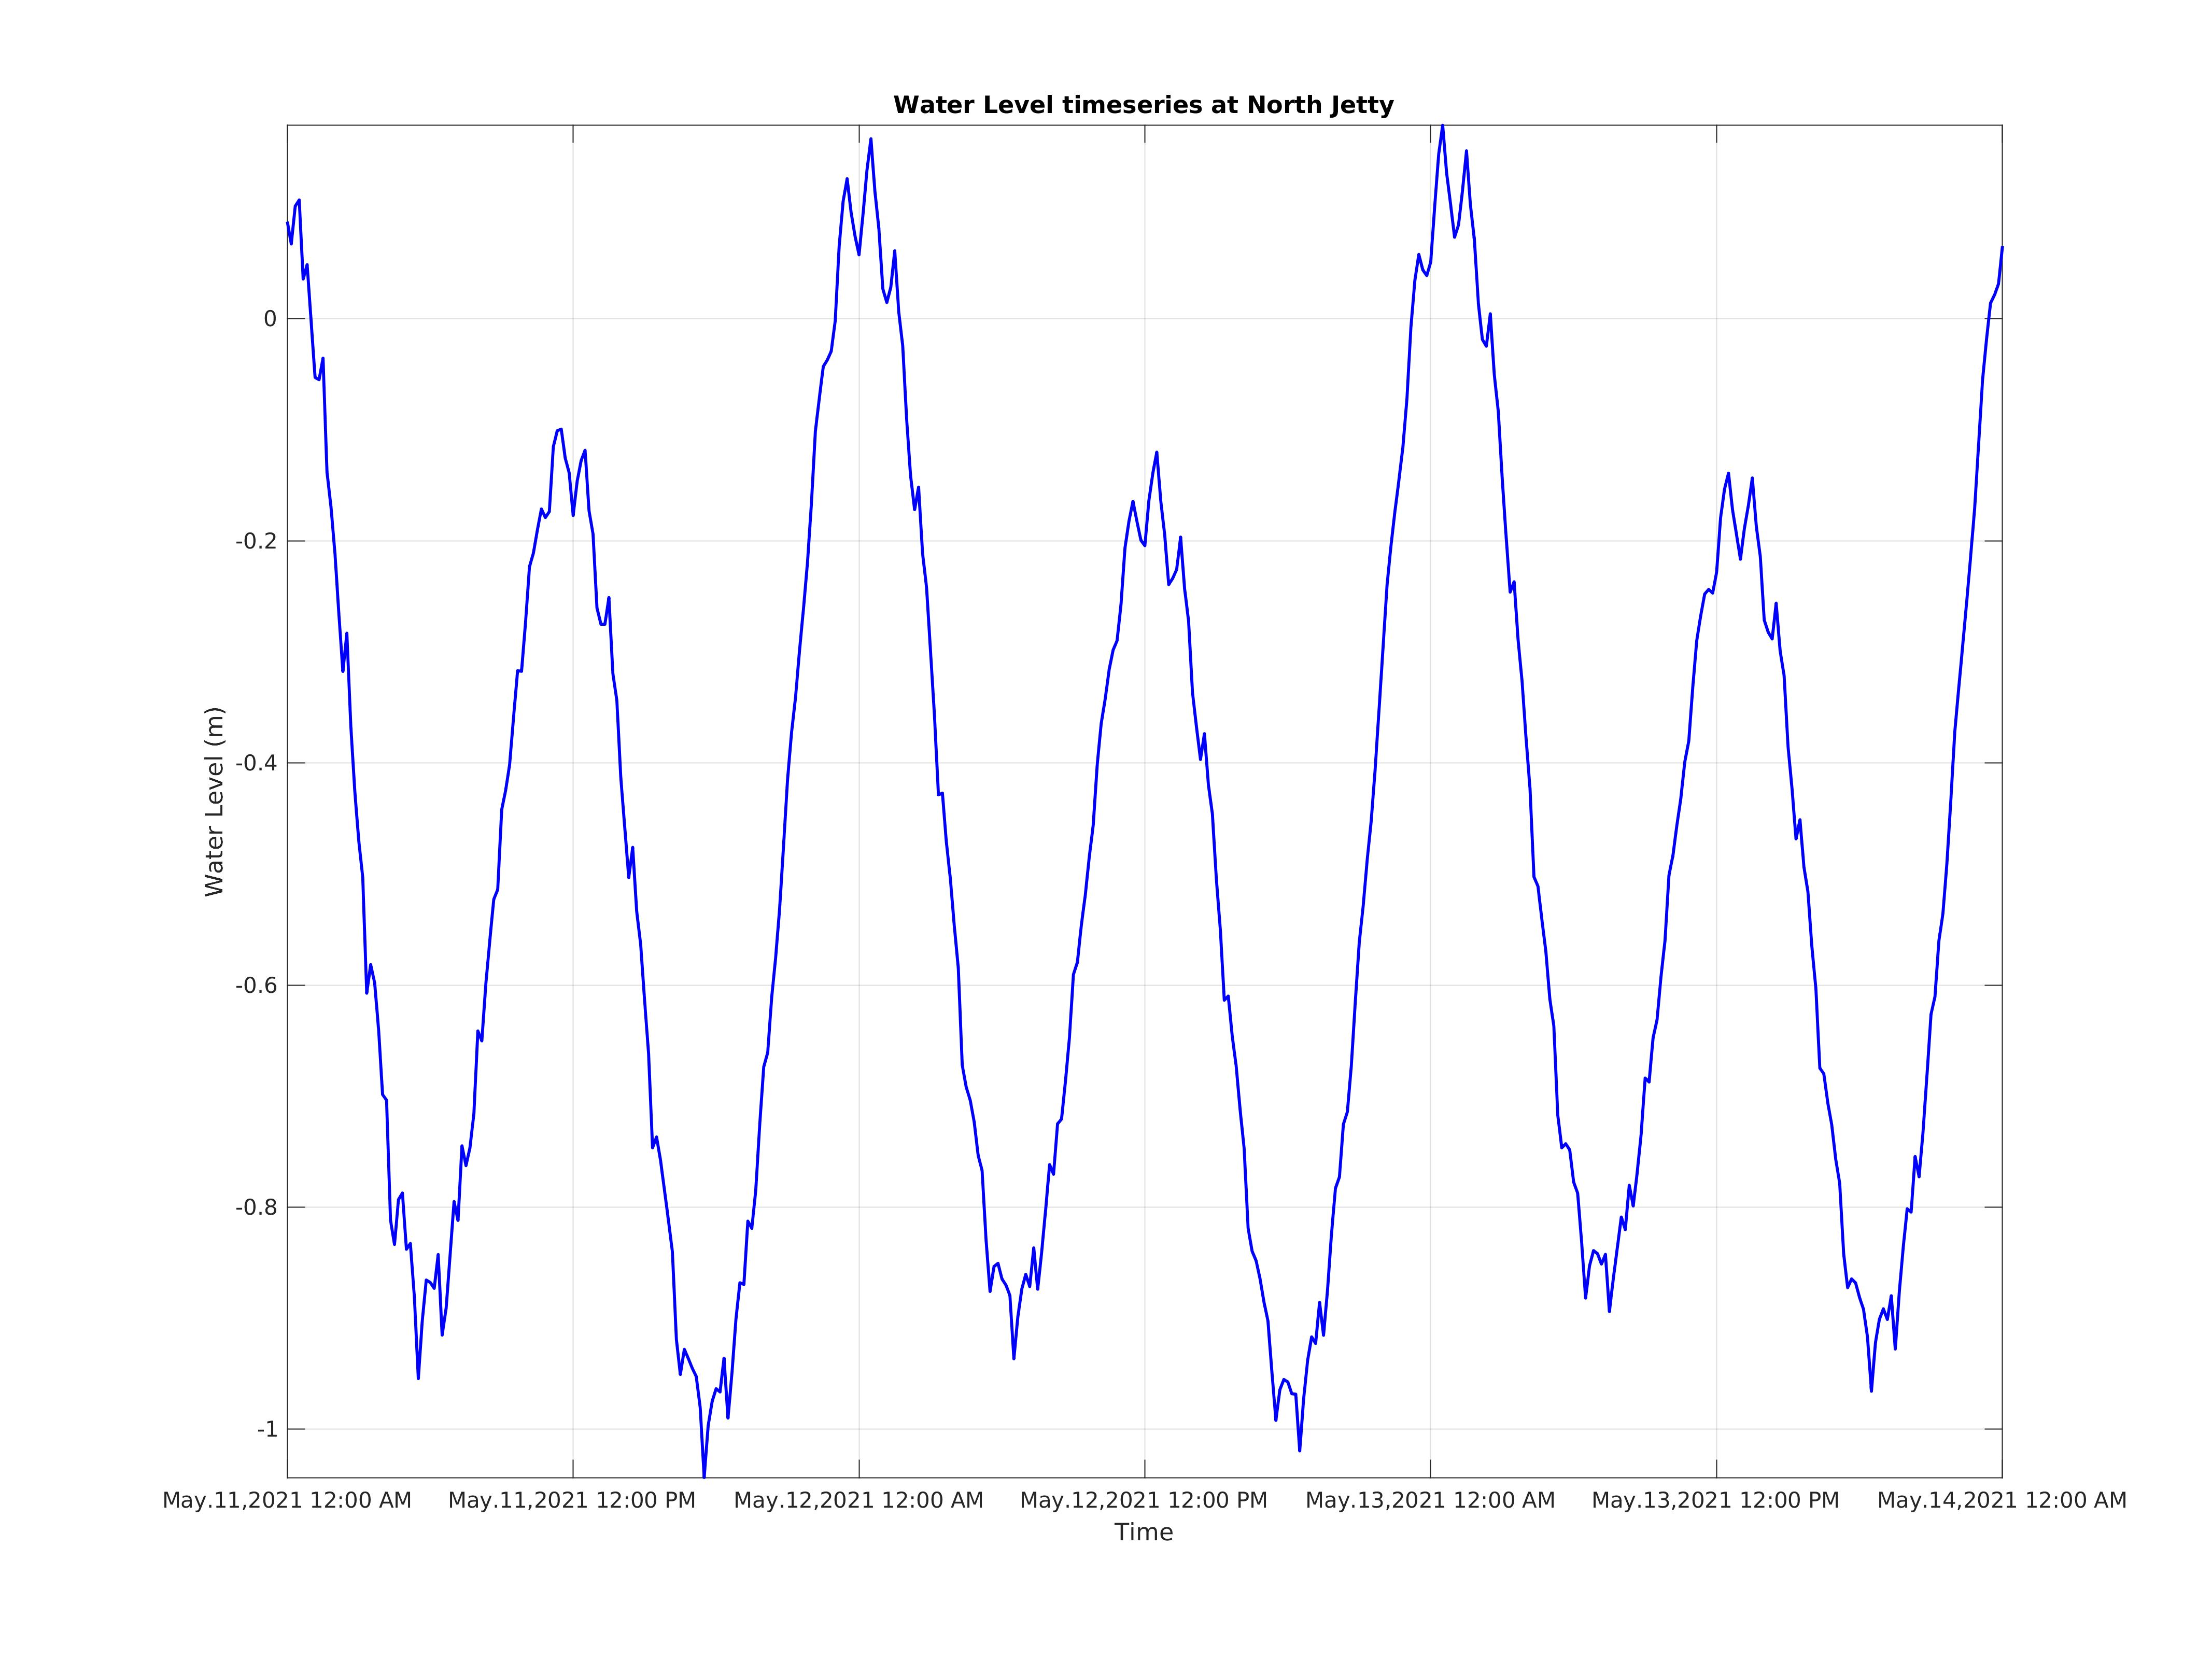 Water Level timeseries at North Jetty
0
-0.2
-0.4
-0.6
-0.8
-1
Water Level (m)
May.11,2021 12:00 AM
May.11,2021 12:00 PM
May.12,2021 12:00 AM
May.12,2021 12:00 PM
May.13,2021 12:00 AM
May.13,2021 12:00 PM
May.14,2021 12:00 AM
Time